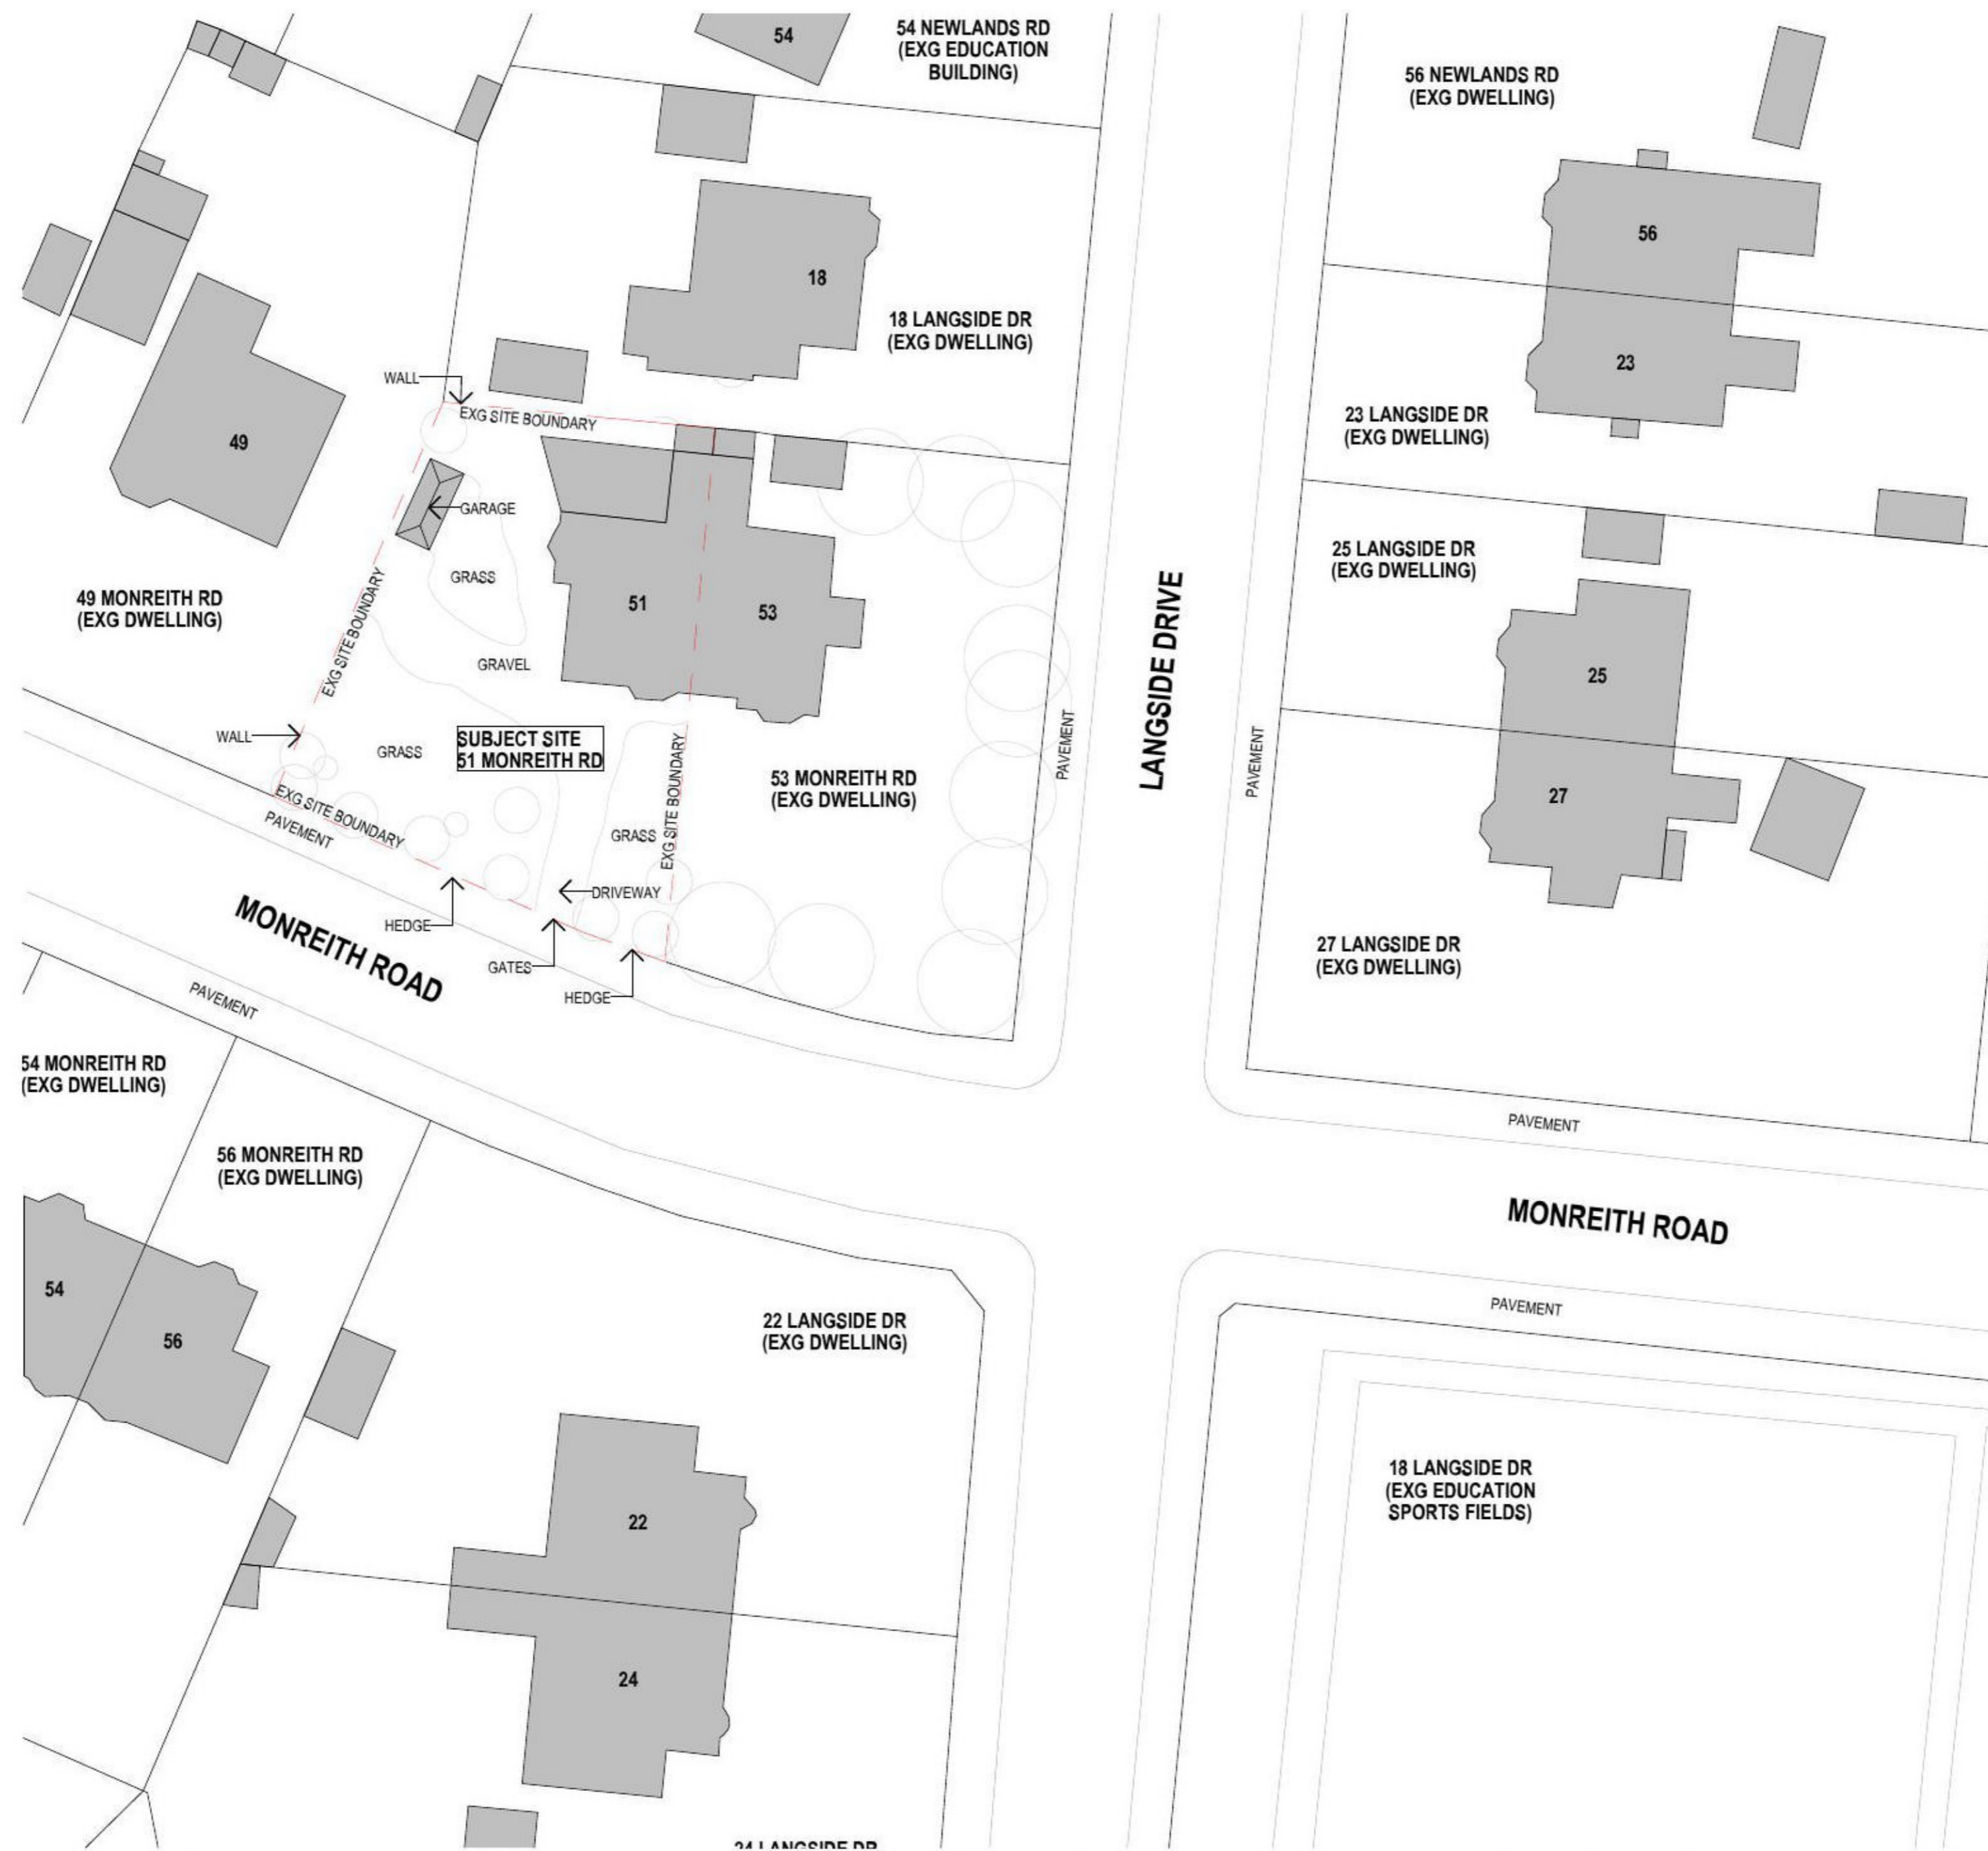 54
54 NEWLANDS RD
(EXG EDUCATION
BUILDING)
56 NEWLANDS RD
(EXG DWELLING)
56
18
18 LANGSIDE DR
(EXG DWELLING)
23
23 LANGSIDE DR
(EXG DWELLING)
WALL
EXG SITE BOUNDARY
49
GARAGE
GRASS
49 MONREITH RD
(EXG DWELLING)
EXG SITE BOUNDARY
51
53
25 LANGSIDE DR
(EXG DWELLING)
LANGSIDE DRIVE
GRAVEL
25
WALL
GRASS
SUBJECT SITE
51 MONREITH RD
EXG SITE BOUNDARY
53 MONREITH RD
(EXG DWELLING)
PAVEMENT
PAVEMENT
27
EXG SITE BOUNDARY
PAVEMENT
GRASS
DRIVEWAY
HEDGE
GATES
HEDGE
MONREITH ROAD
27 LANGSIDE DR
(EXG DWELLING)
PAVEMENT
54 MONREITH RD
(EXG DWELLING)
PAVEMENT
56 MONREITH RD
(EXG DWELLING)
MONREITH ROAD
54
56
22 LANGSIDE DR
(EXG DWELLING)
PAVEMENT
18 LANGSIDE DR
(EXG EDUCATION
SPORTS FIELDS)
22
24
24 LANGSIDE DR